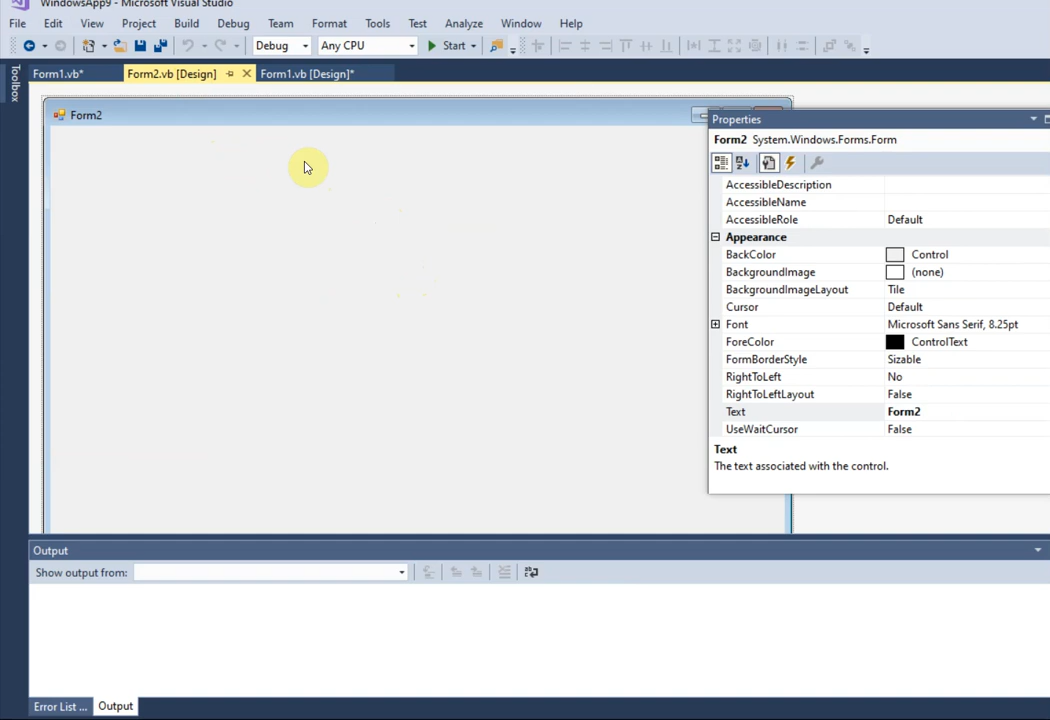 WindowsApp9 - Microsoft Visual Studio
File Edit View Project Build Debug Team Format Tools Test Analyze Window Help
Debug Any CPU Start
Toolbox
Form1.vb* Form2.vb [Design] Form1.vb [Design]*
Form2
Properties
Form2 System.Windows.Forms.Form
AccessibleDescription
AccessibleName
AccessibleRole Default
Appearance
BackColor Control
BackgroundImage (none)
BackgroundImageLayout Tile
Cursor Default
Font Microsoft Sans Serif, 8.25pt
ForeColor ControlText
FormBorderStyle Sizable
RightToLeft No
RightToLeftLayout False
Text Form2
UseWaitCursor False
Text
The text associated with the control.
Output
Show output from:
Error List ... Output